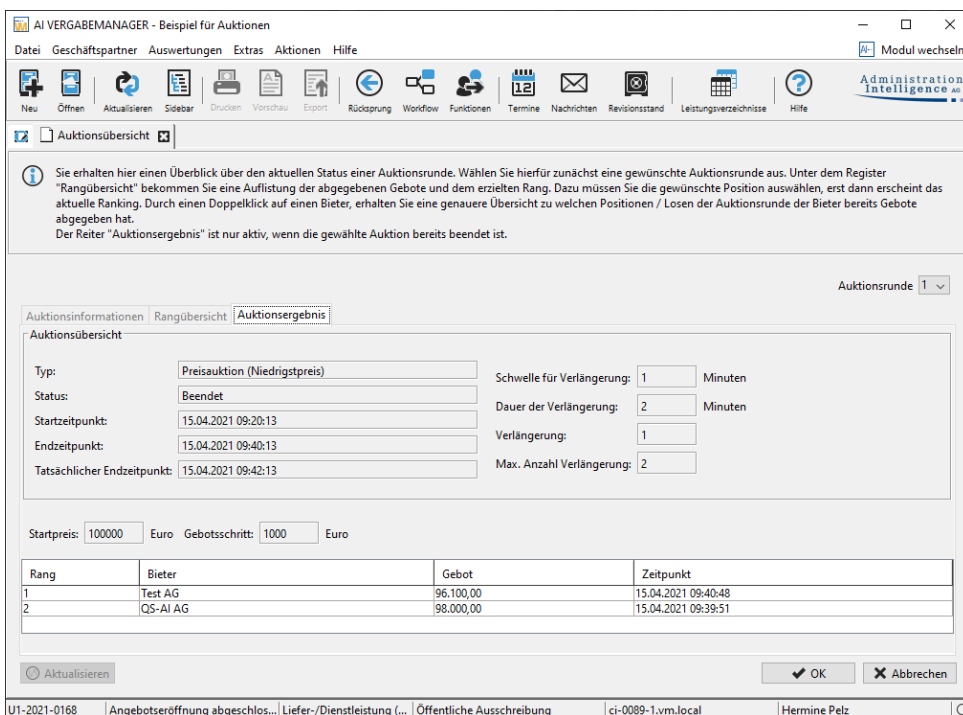 AI VERGABEMANAGER - Beispiel für Auktionen
Datei Geschäftspartner Auswertungen Extras Aktionen Hilfe
AI- Modul wechseln
Neu Öffnen Aktualisieren Sidebar Drucken Vorschau Export Rücksprung Workflow Funktionen Termine Nachrichten Revisionsstand Leistungsverzeichnisse Hilfe
Administration
Intelligence AG
Auktionsübersicht
Sie erhalten hier einen Überblick über den aktuellen Status einer Auktionsrunde. Wählen Sie hierfür zunächst eine gewünschte Auktionsrunde aus. Unter dem Register
"Rangübersicht" bekommen Sie eine Auflistung der abgegebenen Gebote und dem erzielten Rang. Dazu müssen Sie die gewünschte Position auswählen, erst dann erscheint das
aktuelle Ranking. Durch einen Doppelklick auf einen Bieter, erhalten Sie eine genauere Übersicht zu welchen Positionen / Losen der Auktionsrunde der Bieter bereits Gebote
abgegeben hat.
Der Reiter "Auktionsergebnis" ist nur aktiv, wenn die gewählte Auktion bereits beendet ist.
Auktionsrunde 1
Auktionsinformationen Rangübersicht Auktionsergebnis
Auktionsübersicht
Typ: Preisauktion (Niedrigstpreis)
Status: Beendet
Startzeitpunkt: 15.04.2021 09:20:13
Endzeitpunkt: 15.04.2021 09:40:13
Tatsächlicher Endzeitpunkt: 15.04.2021 09:42:13
Schwelle für Verlängerung: 1 Minuten
Dauer der Verlängerung: 2 Minuten
Verlängerung: 1
Max. Anzahl Verlängerung: 2
Startpreis: 100000 Euro Gebotsschritt: 1000 Euro
Rang Bieter Gebot Zeitpunkt
1 Test AG 96.100,00 15.04.2021 09:40:48
2 QS-AI AG 98.000,00 15.04.2021 09:39:51
Aktualisieren OK Abbrechen
U1-2021-0168 Angebotseröffnung abgeschlos... Liefer-/Dienstleistung (... Öffentliche Ausschreibung ci-0089-1.vm.local Hermine Pelz